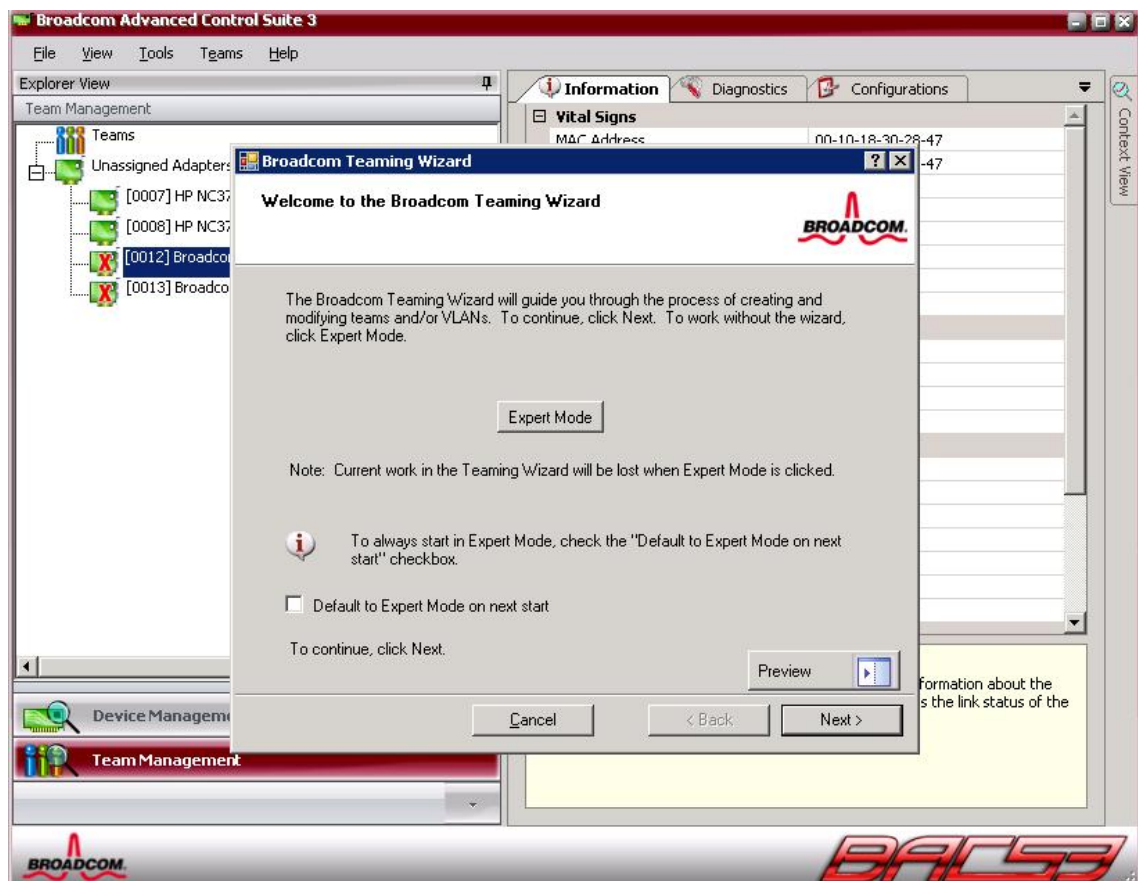 Broadcom Advanced Control Suite 3
File View Tools Teams Help
Explorer View
Team Management
Teams
Unassigned Adapters
[0007] HP NC37
[0008] HP NC37
[0012] Broadco
[0013] Broadco
Device Managem
Team Management
Information Diagnostics Configurations
Context View
Vital Signs
MAC Address 00-10-18-30-28-47
-47
Broadcom Teaming Wizard
Welcome to the Broadcom Teaming Wizard
BROADCOM.
The Broadcom Teaming Wizard will guide you through the process of creating and
modifying teams and/or VLANs. To continue, click Next. To work without the wizard,
click Expert Mode.
Expert Mode
Note: Current work in the Teaming Wizard will be lost when Expert Mode is clicked.
To always start in Expert Mode, check the "Default to Expert Mode on next
start" checkbox.
Default to Expert Mode on next start
To continue, click Next.
Preview
Cancel < Back Next >
formation about the
s the link status of the
BROADCOM.
BACS3